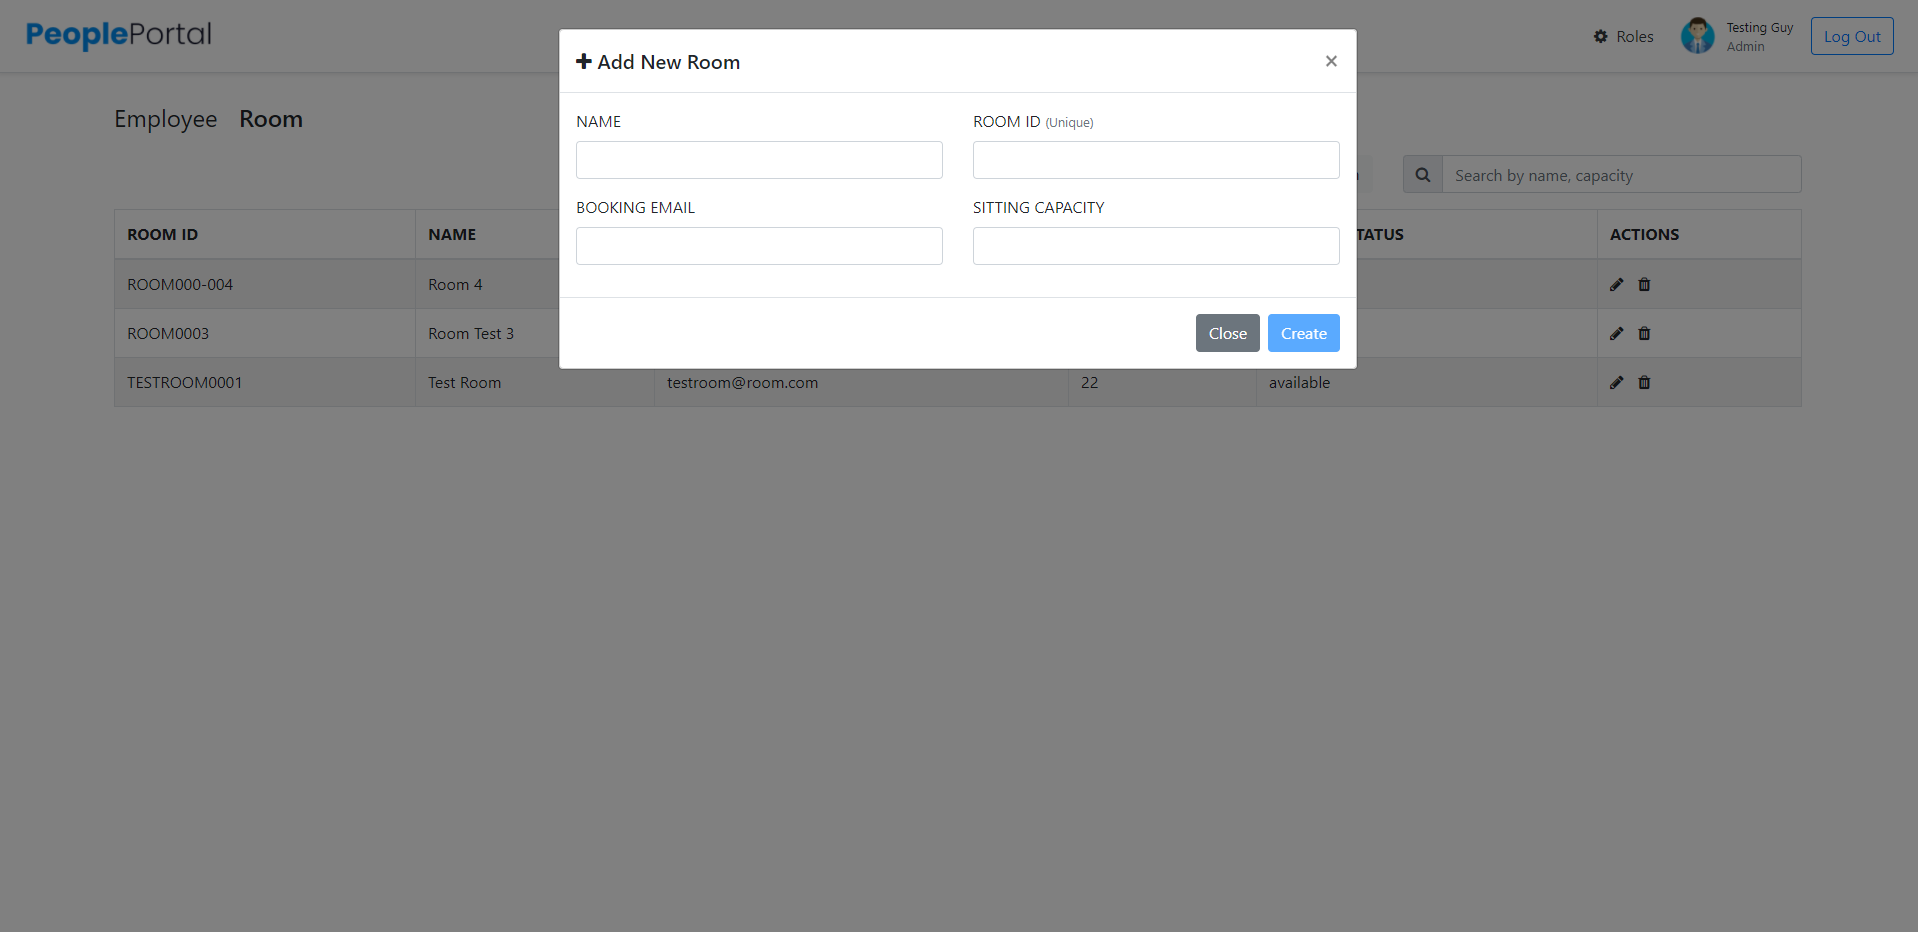 PeoplePortal
Roles
Testing Guy
Admin
Log Out
Add New Room
×
Employee Room
NAME
ROOM ID (Unique)
Search by name, capacity
BOOKING EMAIL
SITTING CAPACITY
ROOM ID NAME TATUS ACTIONS
ROOM000-004 Room 4
ROOM0003 Room Test 3
Close Create
TESTROOM0001 Test Room testroom@room.com 22 available